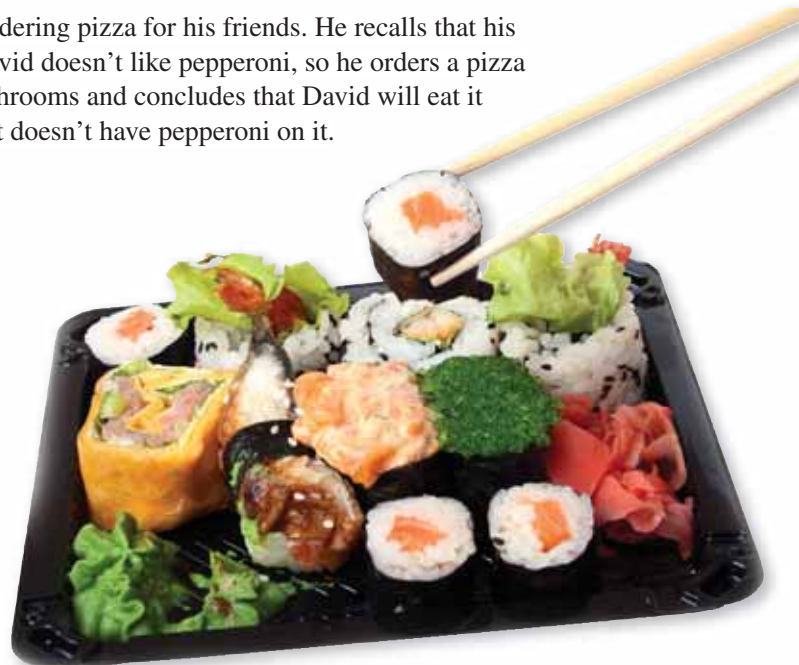 dering pizza for his friends. He recalls that his
vid doesn’t like pepperoni, so he orders a pizza
hrooms and concludes that David will eat it
t doesn’t have pepperoni on it.